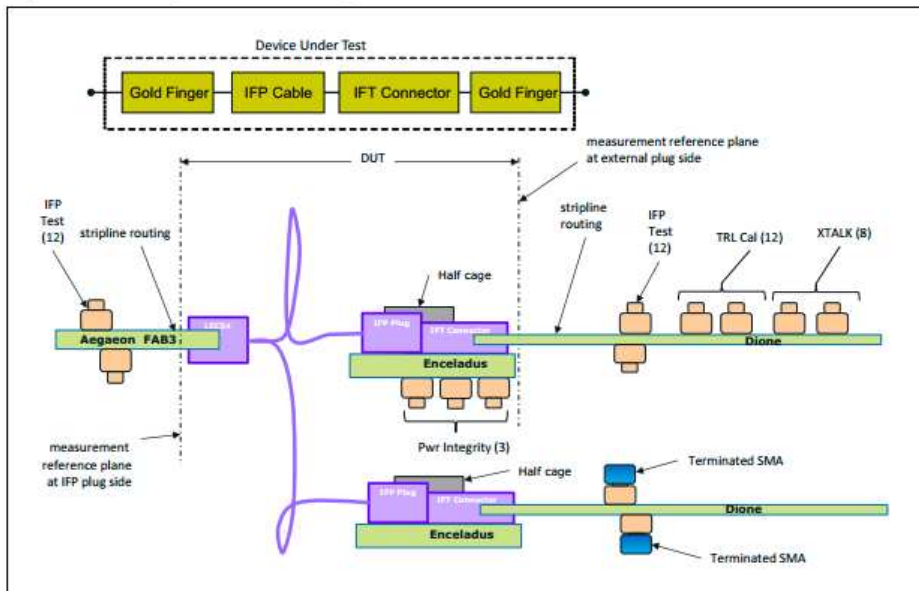 Device Under Test
Gold Finger
IFP Cable
IFT Connector
Gold Finger
measurement reference plane
at external plug side
DUT
IFP
Test
(12)
stripline routing
stripline
routing
IFP
Test
(12)
TRL Cal (12)
XTALK (8)
Half cage
Aegaeon FAB3
IFP Plug
IFT Connector
Dione
Enceladus
Pwr Integrity (3)
measurement
reference plane
at IFP plug side
Half cage
Terminated SMA
IFP Plug
IFT Connector
Dione
Enceladus
Terminated SMA